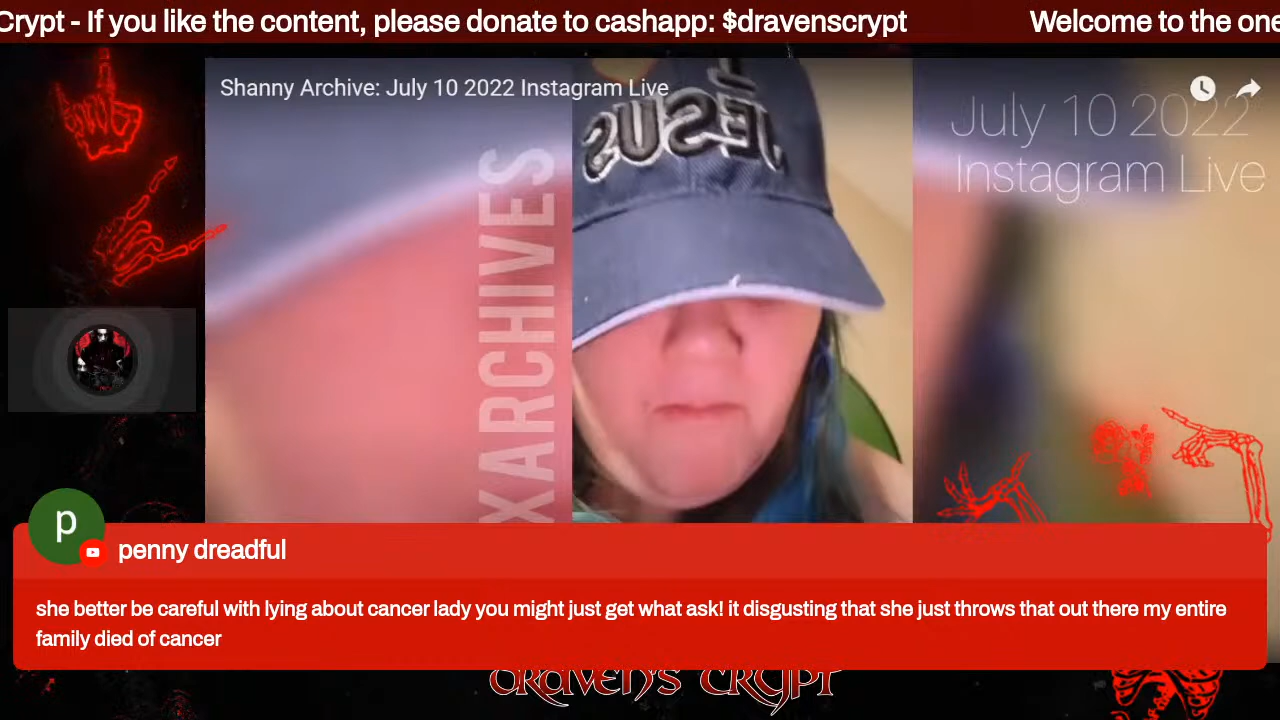 Crypt - If you like the content, please donate to cashapp: $dravenscrypt Welcome to the one
Shanny Archive: July 10 2022 Instagram Live
July 10 2022
Instagram Live
JESUS
XARCHIVES
p
penny dreadful
she better be careful with lying about cancer lady you might just get what ask! it disgusting that she just throws that out there my entire
family died of cancer
DRAVEN'S CRYPT